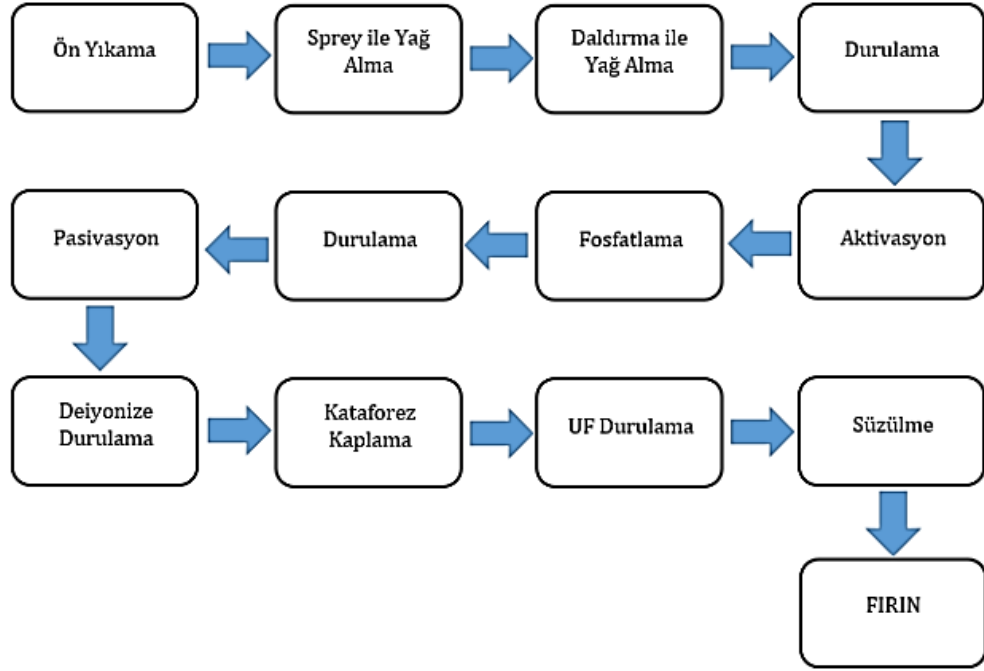 Ön Yıkama
Sprey ile Yağ
Alma
Daldırma ile
Yağ Alma
Durulama
Aktivasyon
Fosfatlama
Durulama
Pasivasyon
Deiyonize
Durulama
Kataforez
Kaplama
UF Durulama
Süzülme
FIRIN